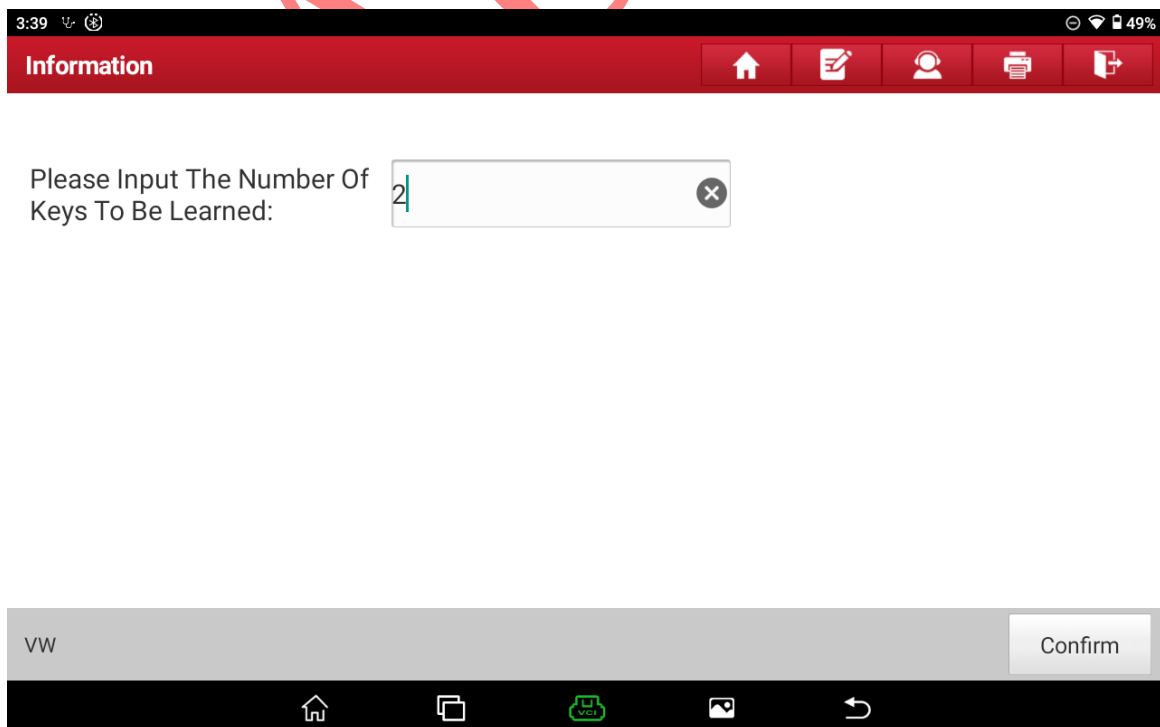 3:39 49%
Information
Please Input The Number Of
Keys To Be Learned:
2
VW
Confirm
VCI